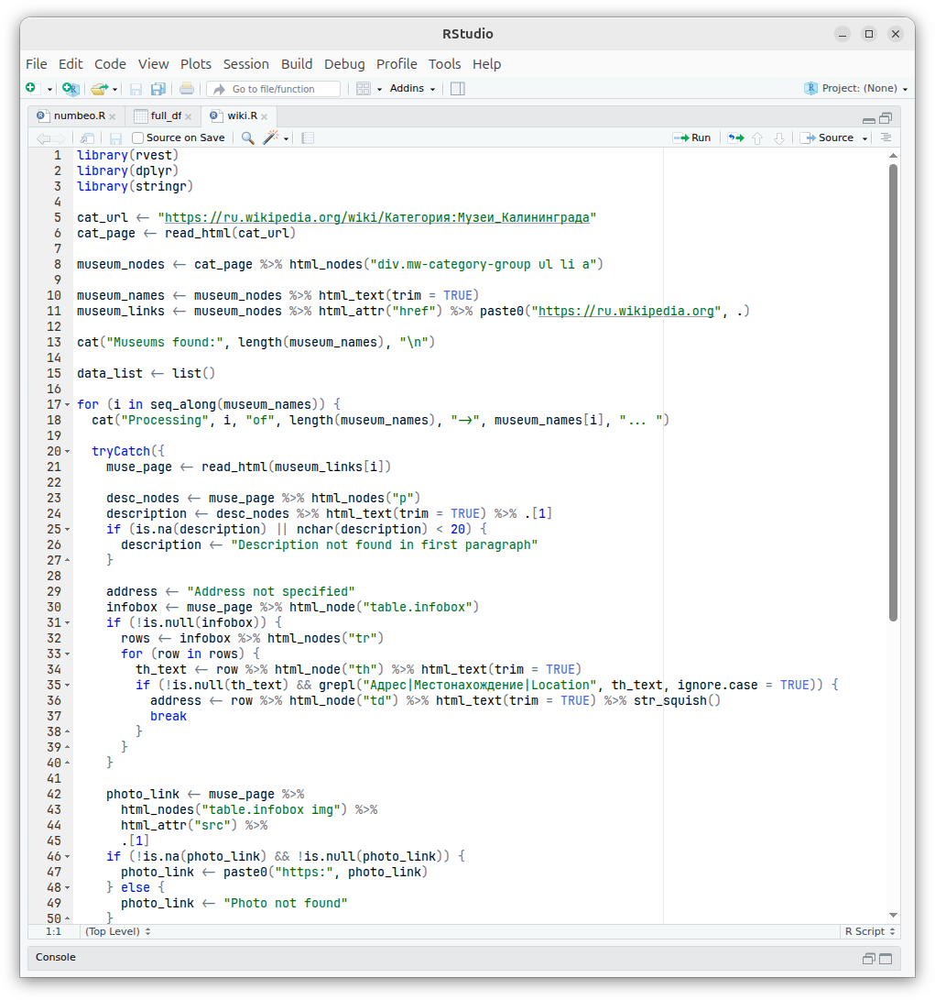 RStudio
File Edit Code View Plots Session Build Debug Profile Tools Help
Go to file/function Addins Project: (None)
numbeo.R full_df wiki.R
Source on Save Run Source
1 library(rvest)
2 library(dplyr)
3 library(stringr)
4
5 cat_url <- "https://ru.wikipedia.org/wiki/Категория:Музеи_Калининграда"
6 cat_page <- read_html(cat_url)
7
8 museum_nodes <- cat_page %>% html_nodes("div.mw-category-group ul li a")
9
10 museum_names <- museum_nodes %>% html_text(trim = TRUE)
11 museum_links <- museum_nodes %>% html_attr("href") %>% paste0("https://ru.wikipedia.org", .)
12
13 cat("Museums found:", length(museum_names), "\n")
14
15 data_list <- list()
16
17 for (i in seq_along(museum_names)) {
18   cat("Processing", i, "of", length(museum_names), "->", museum_names[i], "... ")
19
20   tryCatch({
21     muse_page <- read_html(museum_links[i])
22
23     desc_nodes <- muse_page %>% html_nodes("p")
24     description <- desc_nodes %>% html_text(trim = TRUE) %>% .[1]
25     if (is.na(description) || nchar(description) < 20) {
26       description <- "Description not found in first paragraph"
27     }
28
29     address <- "Address not specified"
30     infobox <- muse_page %>% html_node("table.infobox")
31     if (!is.null(infobox)) {
32       rows <- infobox %>% html_nodes("tr")
33       for (row in rows) {
34         th_text <- row %>% html_node("th") %>% html_text(trim = TRUE)
35         if (!is.null(th_text) && grepl("Адрес|Местонахождение|Location", th_text, ignore.case = TRUE)) {
36           address <- row %>% html_node("td") %>% html_text(trim = TRUE) %>% str_squish()
37           break
38         }
39       }
40     }
41
42     photo_link <- muse_page %>%
43       html_nodes("table.infobox img") %>%
44       html_attr("src") %>%
45       .[1]
46     if (!is.na(photo_link) && !is.null(photo_link)) {
47       photo_link <- paste0("https:", photo_link)
48     } else {
49       photo_link <- "Photo not found"
50     }
1:1 (Top Level) R Script
Console